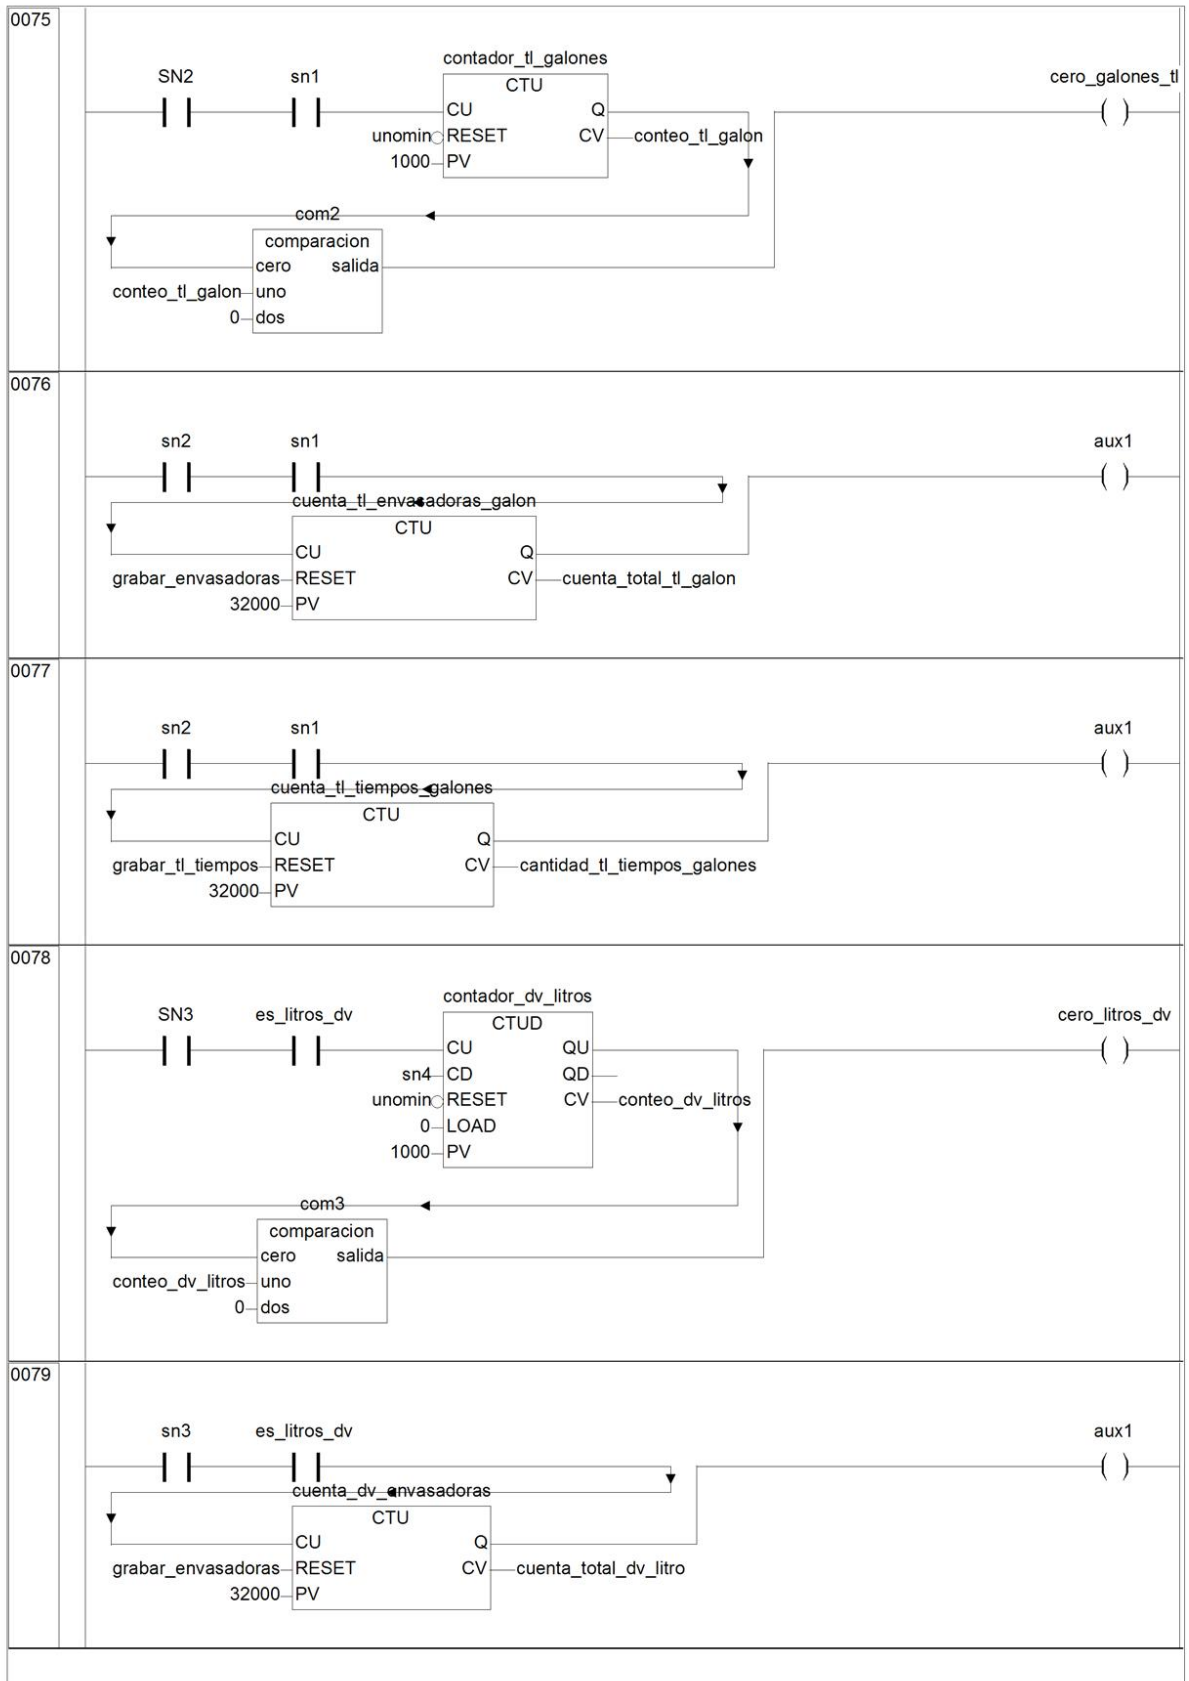 0075
contador_tl_galones
SN2 sn1 CTU cero_galones_tl
CU Q
unomin RESET CV conteo_tl_galon
1000 PV
com2
comparacion
cero salida
conteo_tl_galon uno
0 dos
0076
sn2 sn1 aux1
cuenta_tl_envasadoras_galon
CTU
CU Q
grabar_envasadoras RESET CV cuenta_total_tl_galon
32000 PV
0077
sn2 sn1 aux1
cuenta_tl_tiempos_galones
CTU
CU Q
grabar_tl_tiempos RESET CV cantidad_tl_tiempos_galones
32000 PV
0078
contador_dv_litros
SN3 es_litros_dv CTUD cero_litros_dv
CU QU
sn4 CD QD
unomin RESET CV conteo_dv_litros
0 LOAD
1000 PV
com3
comparacion
cero salida
conteo_dv_litros uno
0 dos
0079
sn3 es_litros_dv aux1
cuenta_dv_envasadoras
CTU
CU Q
grabar_envasadoras RESET CV cuenta_total_dv_litro
32000 PV